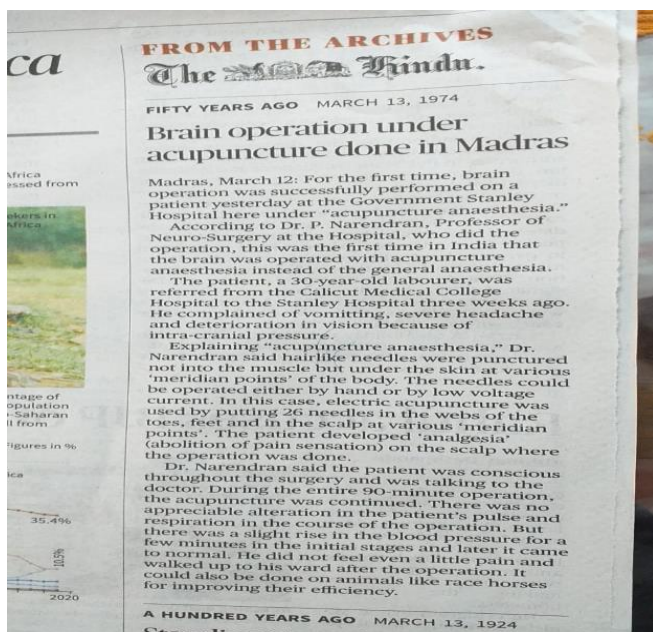 ca
Africa
essed from
ekers in
Africa
ntage of
opulation
-Saharan
ll from
igures in %
ica
35.4%
10.5%
2020
FROM THE ARCHIVES
The Hindu.
FIFTY YEARS AGO MARCH 13, 1974
Brain operation under
acupuncture done in Madras
Madras, March 12: For the first time, brain
operation was successfully performed on a
patient yesterday at the Government Stanley
Hospital here under “acupuncture anaesthesia.”
According to Dr. P. Narendran, Professor of
Neuro-Surgery at the Hospital, who did the
operation, this was the first time in India that
the brain was operated with acupuncture
anaesthesia instead of the general anaesthesia.
The patient, a 30-year-old labourer, was
referred from the Calicut Medical College
Hospital to the Stanley Hospital three weeks ago.
He complained of vomitting, severe headache
and deterioration in vision because of
intra-cranial pressure.
Explaining “acupuncture anaesthesia,” Dr.
Narendran said hairlike needles were punctured
not into the muscle but under the skin at various
‘meridian points’ of the body. The needles could
be operated either by hand or by low voltage
current. In this case, electric acupuncture was
used by putting 26 needles in the webs of the
toes, feet and in the scalp at various ‘meridian
points’. The patient developed ‘analgesia’
(abolition of pain sensation) on the scalp where
the operation was done.
Dr. Narendran said the patient was conscious
throughout the surgery and was talking to the
doctor. During the entire 90-minute operation,
the acupuncture was continued. There was no
appreciable alteration in the patient’s pulse and
respiration in the course of the operation. But
there was a slight rise in the blood pressure for a
few minutes in the initial stages and later it came
to normal. He did not feel even a little pain and
walked up to his ward after the operation. It
could also be done on animals like race horses
for improving their efficiency.
A HUNDRED YEARS AGO MARCH 13, 1924